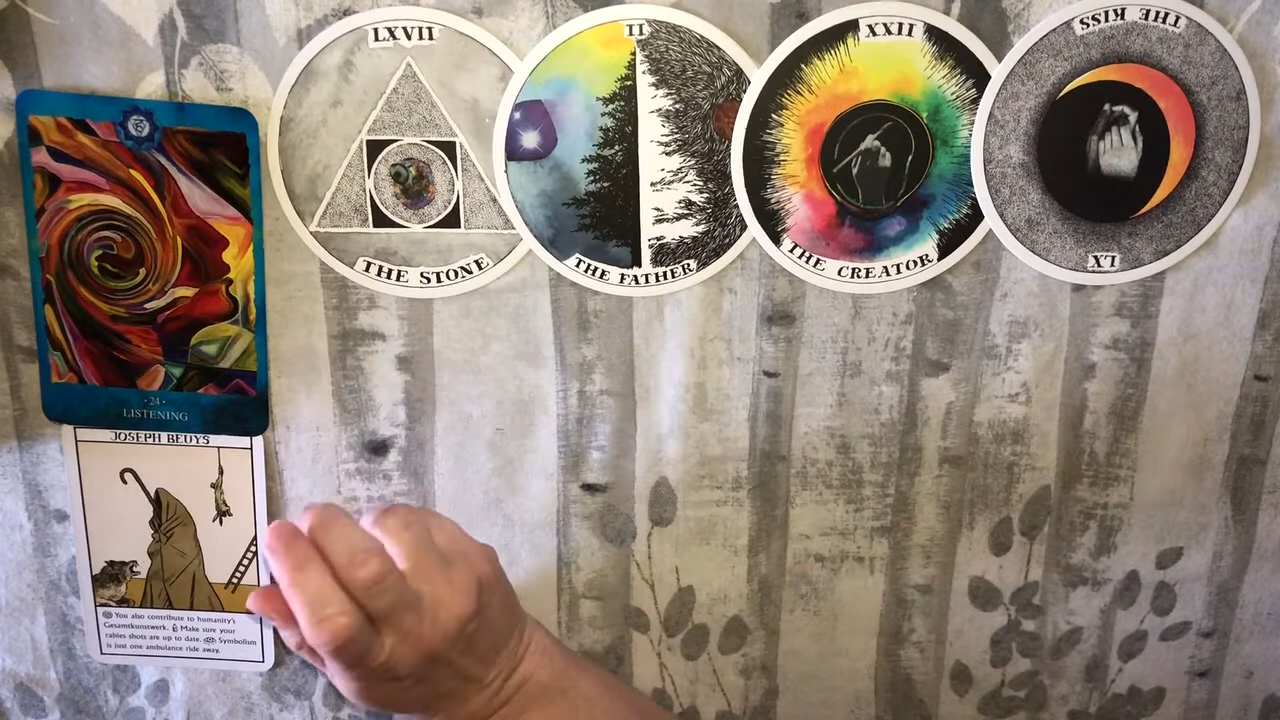 LXVII
THE STONE
II
THE FATHER
XXII
THE CREATOR
THE KISS
LX
·24·
LISTENING
JOSEPH BEUYS
You also contribute to humanity's
Gesamtkunstwerk. Make sure your
rabies shots are up to date. Symbolism
is just one ambulance ride away.